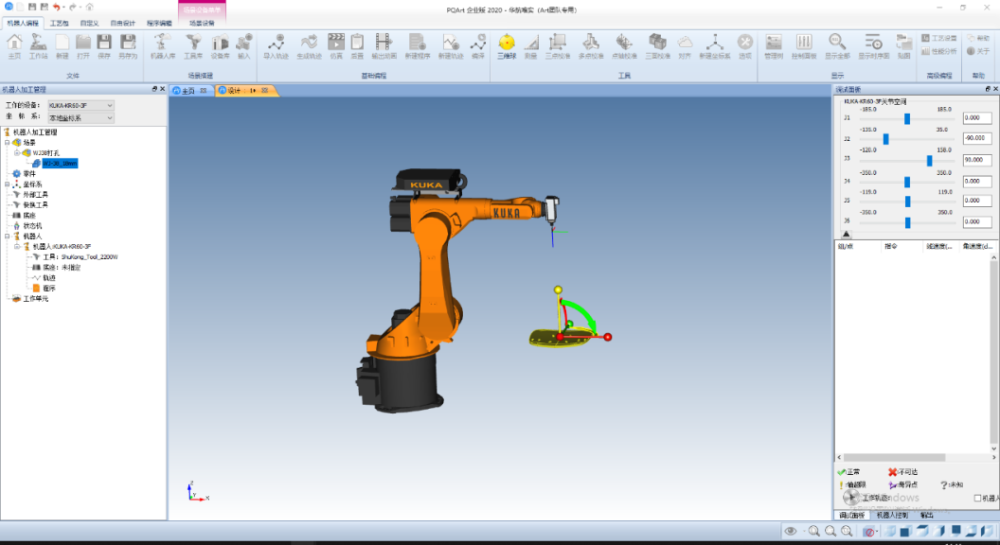 PQArt 企业版 2020 - 华航唯实 (Art团队专用)
场景设备菜单
机器人编程 工艺包 自定义 自由设计 程序编辑 场景设备
主页 工作站 新建 打开 保存 另存为 机器人库 工具库 设备库 输入 导入轨迹 生成轨迹 仿真 后置 输出动画 新建程序 新建轨迹 编译 三维球 测量 三点校准 多点校准 点轴校准 三面校准 对齐 新建坐标系 选项 管理树 控制面板 显示全部 显示时序图 贴图
工艺设置
性能分析
帮助
关于
文件 场景搭建 基础编程 工具 显示 高级编程 帮助
机器人加工管理
主页 设计
工作的设备: KUKA-KR60-3F
坐 标 系: 本地坐标系
机器人加工管理
场景
零件
坐标系
外部工具
快换工具
底座
状态机
机器人
机器人:KUKA-KR60-3F
工具: ShuKong_Tool_2200W
底座: 未指定
轨迹
程序
工作单元
KUKA
KUKA
Z
Y
X
调试面板
KUKA-KR60-3F关节空间
-185.0 185.0
J1 0.000
-135.0 35.0
J2 -90.000
-120.0 158.0
J3 90.000
-350.0 350.0
J4 0.000
-119.0 119.0
J5 0.000
-350.0 350.0
J6 0.000
组/点 指令 线速度(... 角速度(d...
:正常 :不可达
:轴超限 :奇异点 ?:未知
工作轨迹: 机器人
调试面板 机器人控制 输出